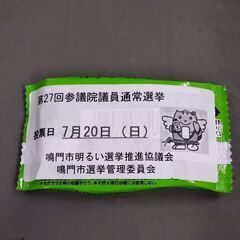 第27回参議院議員通常選挙
投票日 7月20日（日）
鳴門市明るい選挙推進協議会
鳴門市選挙管理委員会